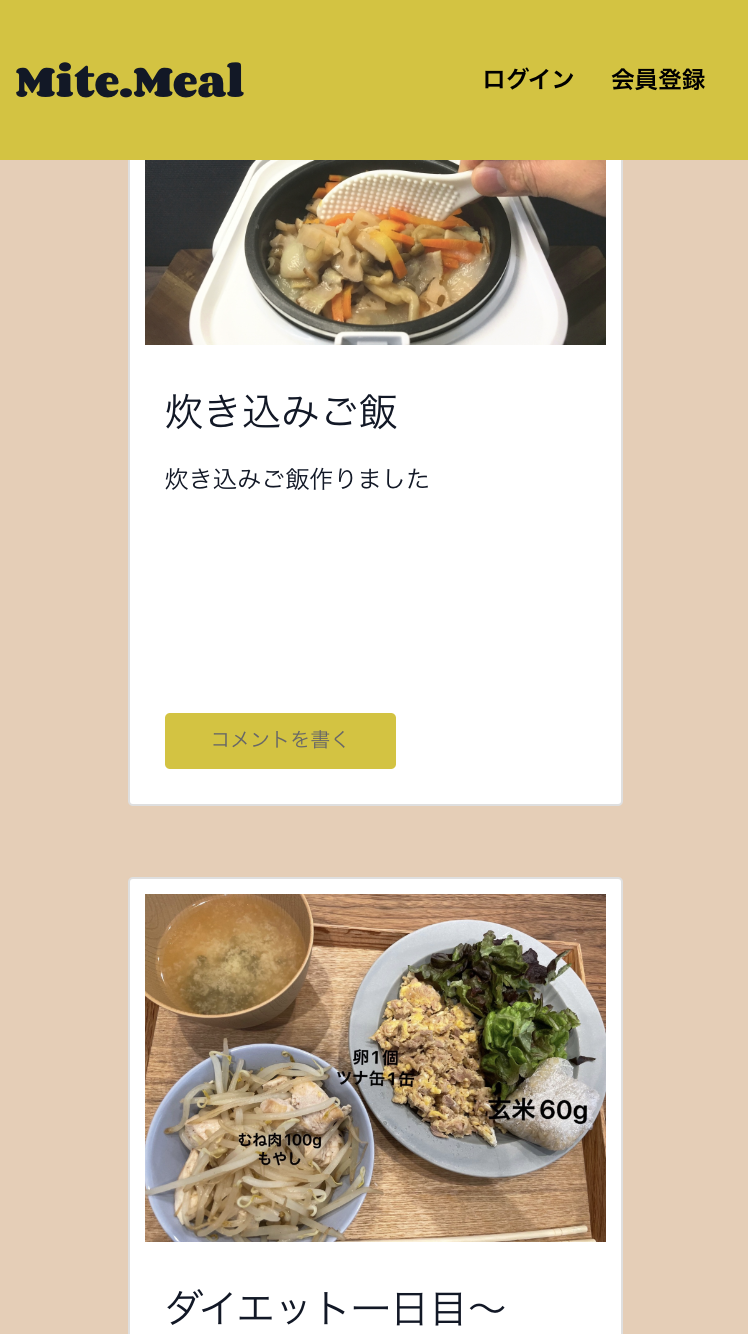 Mite.Meal
ログイン 会員登録
炊き込みご飯
炊き込みご飯作りました
コメントを書く
卵1個
ツナ缶1缶
玄米60g
むね肉100g
もやし
ダイエット一日目〜